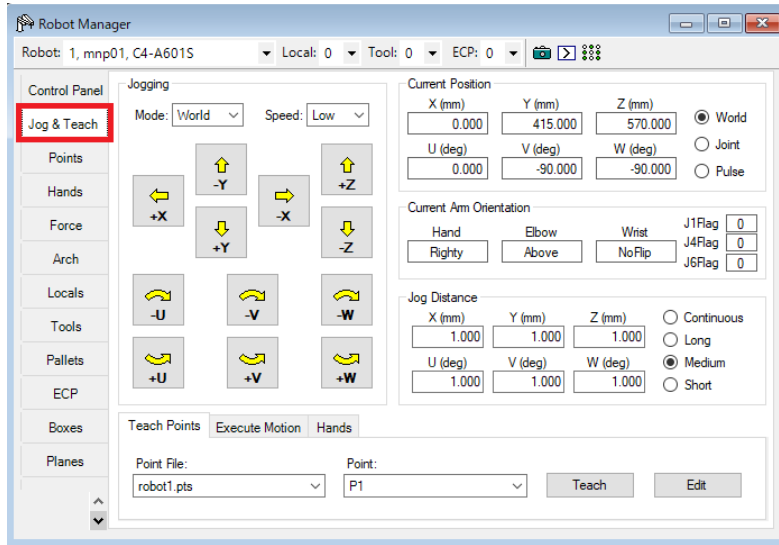 Robot Manager
Robot: 1, mnp01, C4-A601S Local: 0 Tool: 0 ECP: 0
Control Panel
Jog & Teach
Points
Hands
Force
Arch
Locals
Tools
Pallets
ECP
Boxes
Planes
Jogging
Mode: World Speed: Low
-Y +Z
+X -X
+Y -Z
-U -V -W
+U +V +W
Current Position
X (mm) Y (mm) Z (mm)
0.000 415.000 570.000
U (deg) V (deg) W (deg)
0.000 -90.000 -90.000
World
Joint
Pulse
Current Arm Orientation
Hand Elbow Wrist
Righty Above NoFlip
J1Flag 0
J4Flag 0
J6Flag 0
Jog Distance
X (mm) Y (mm) Z (mm)
1.000 1.000 1.000
U (deg) V (deg) W (deg)
1.000 1.000 1.000
Continuous
Long
Medium
Short
Teach Points Execute Motion Hands
Point File: Point:
robot1.pts P1 Teach Edit